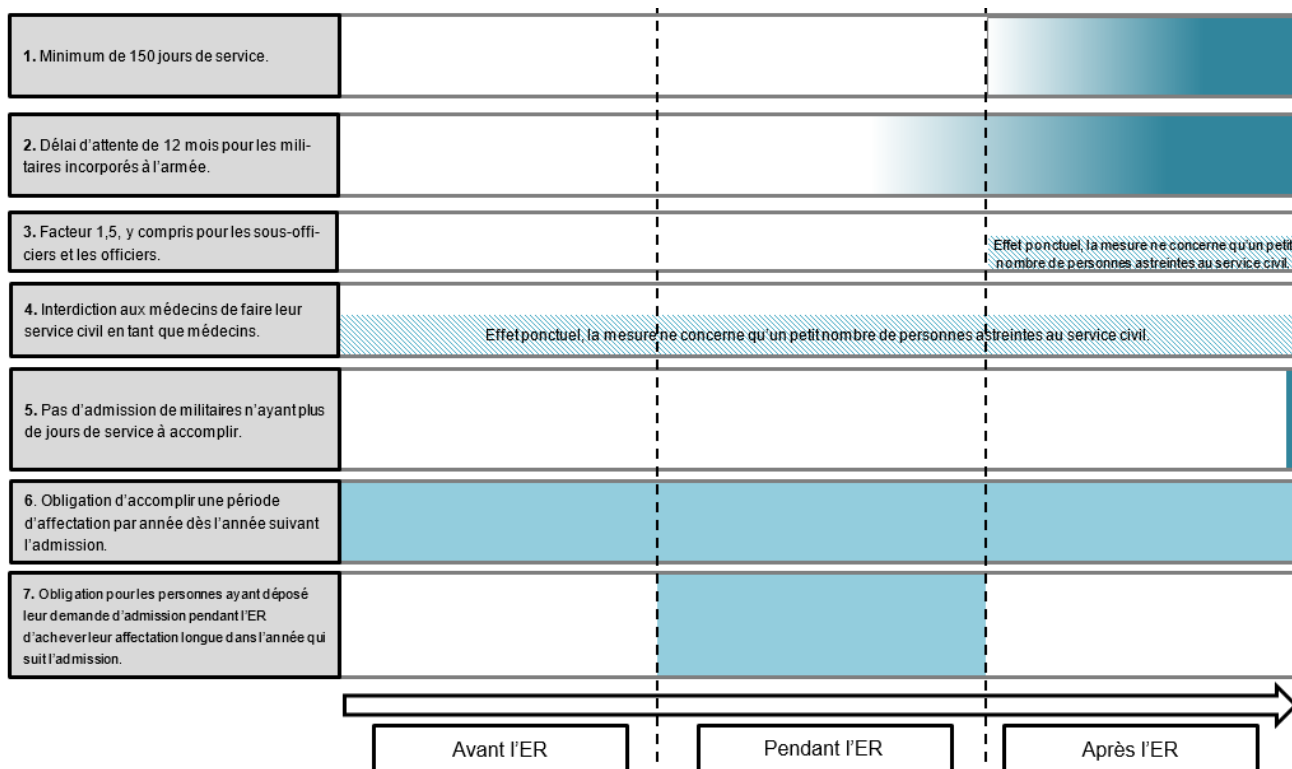 1. Minimum de 150 jours de service.
2. Délai d'attente de 12 mois pour les mili-
taires incorporés à l'armée.
3. Facteur 1,5, y compris pour les sous-offi-
ciers et les officiers.
Effet ponctuel, la mesure ne concerne qu'un petit
nombre de personnes astreintes au service civil.
4. Interdiction aux médecins de faire leur
service civil en tant que médecins.
Effet ponctuel, la mesure ne concerne qu'un petit nombre de personnes astreintes au service civil.
5. Pas d'admission de militaires n'ayant plus
de jours de service à accomplir.
6. Obligation d'accomplir une période
d'affectation par année dès l'année suivant
l'admission.
7. Obligation pour les personnes ayant déposé
leur demande d'admission pendant l'ER
d'achever leur affectation longue dans l'année qui
suit l'admission.
Avant l'ER
Pendant l'ER
Après l'ER